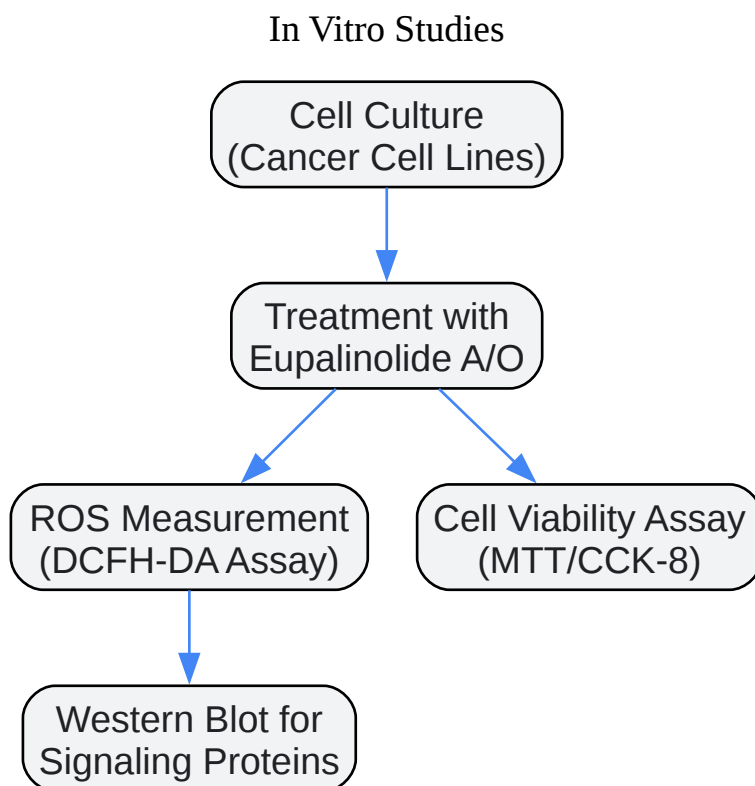 In Vitro Studies
Cell Culture
(Cancer Cell Lines)
Treatment with
Eupalinolide A/O
ROS Measurement
(DCFH-DA Assay)
Cell Viability Assay
(MTT/CCK-8)
Western Blot for
Signaling Proteins